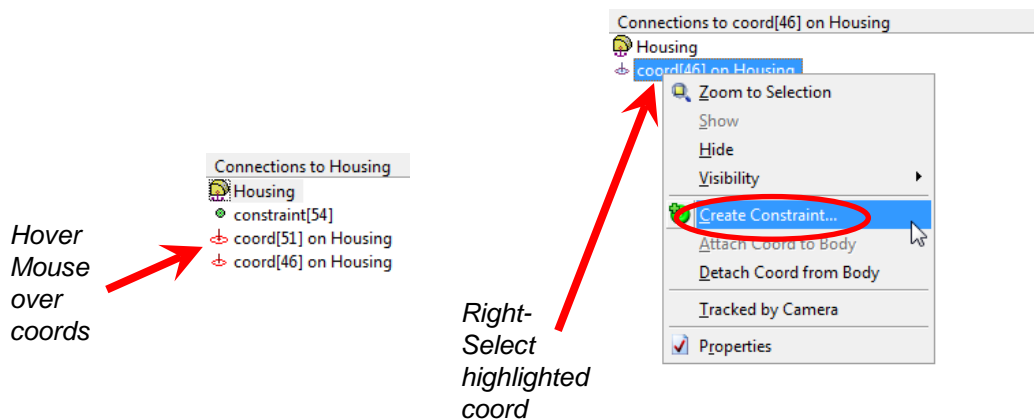 Connections to Housing
Housing
constraint[54]
coord[51] on Housing
coord[46] on Housing
Hover
Mouse
over
coords
Connections to coord[46] on Housing
Housing
coord[46] on Housing
Zoom to Selection
Show
Hide
Visibility
Create Constraint...
Attach Coord to Body
Detach Coord from Body
Tracked by Camera
Properties
Right-
Select
highlighted
coord